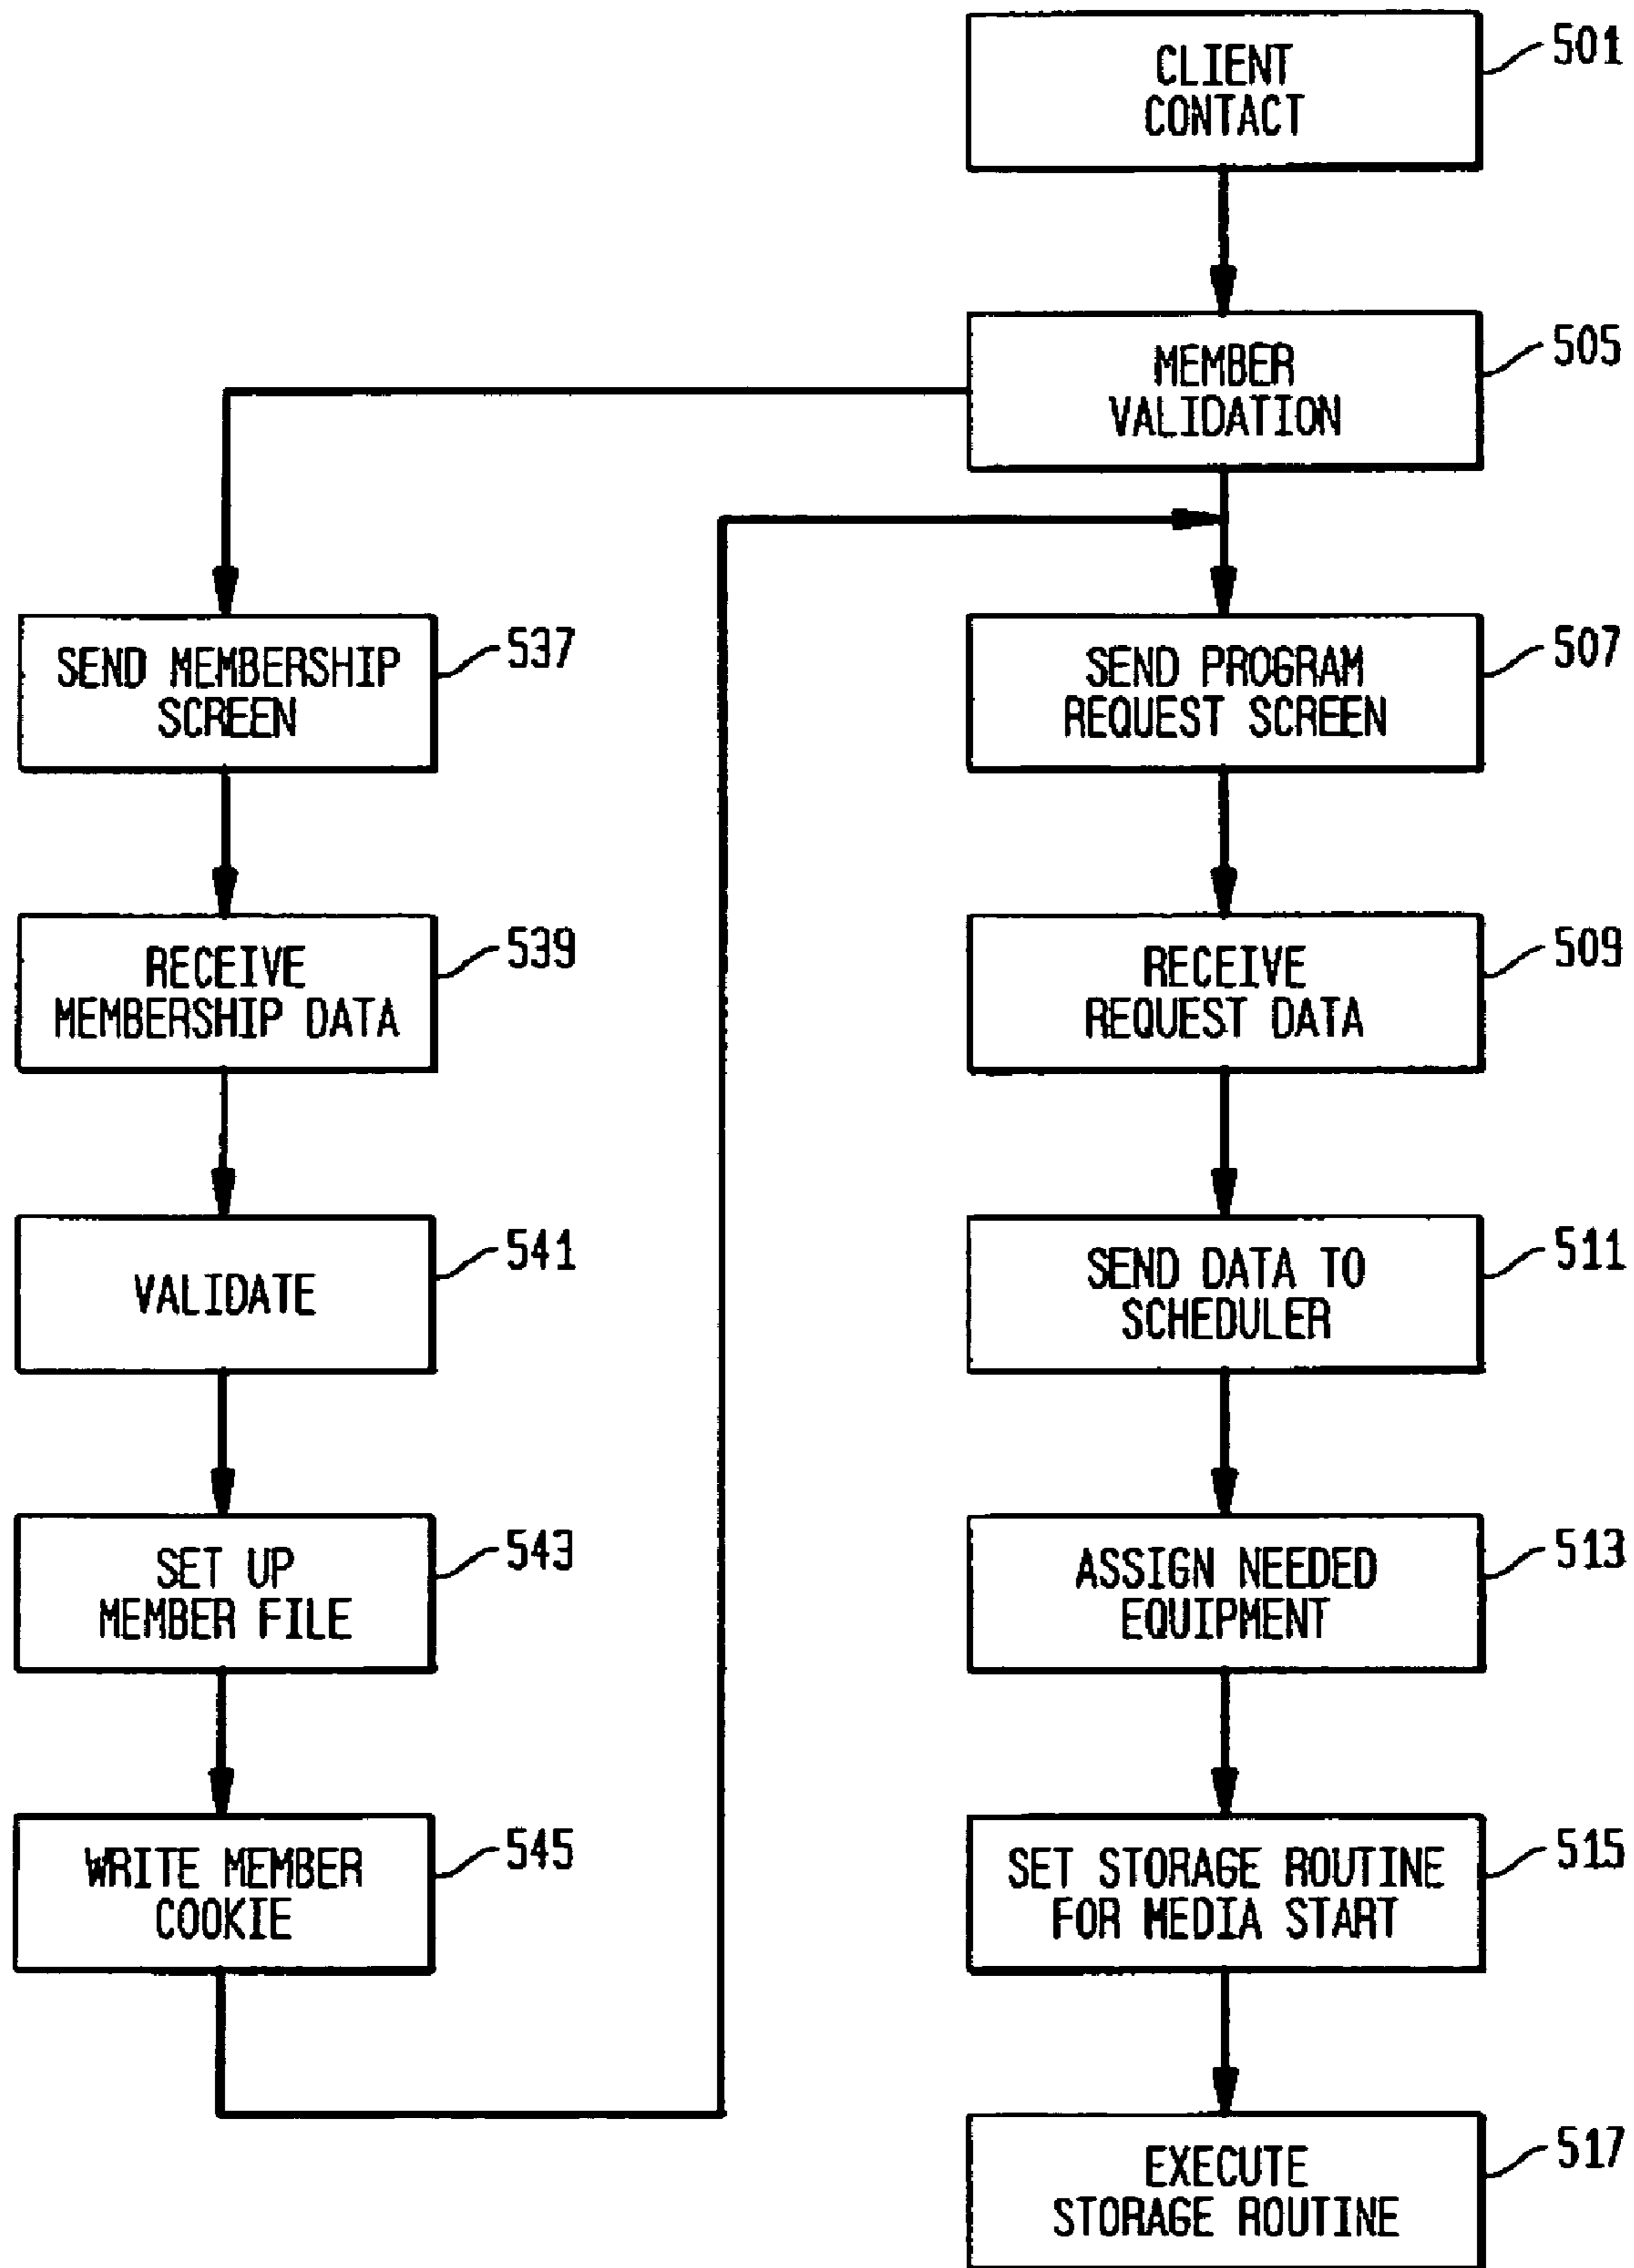 CLIENT
CONTACT
501
MEMBER
VALIDATION
505
SEND MEMBERSHIP
SCREEN
537
SEND PROGRAM
REQUEST SCREEN
507
RECEIVE
MEMBERSHIP DATA
539
RECEIVE
REQUEST DATA
509
VALIDATE
541
SEND DATA TO
SCHEDULER
511
SET UP
MEMBER FILE
543
ASSIGN NEEDED
EQUIPMENT
513
WRITE MEMBER
COOKIE
545
SET STORAGE ROUTINE
FOR MEDIA START
515
EXECUTE
STORAGE ROUTINE
517